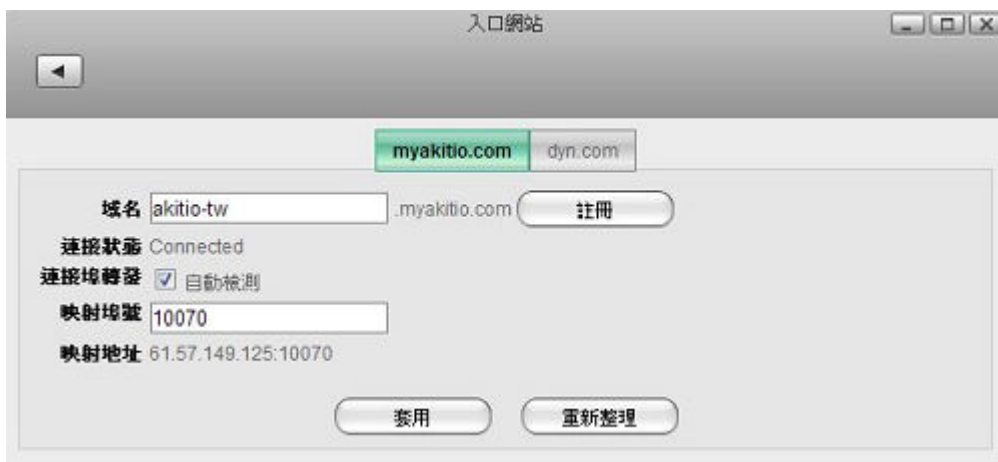 入口網站
myakitio.com dyn.com
域名 akitio-tw .myakitio.com 註冊
連接狀態 Connected
連接埠轉發 自動檢測
映射埠號 10070
映射地址 61.57.149.125:10070
套用 重新整理